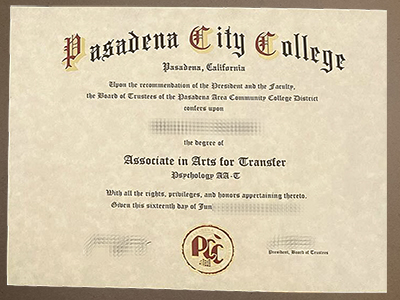 Pasadena City College
Pasadena, California
Upon the recommendation of the President and the Faculty,
the Board of Trustees of the Pasadena Area Community College District
confers upon
the degree of
Associate in Arts for Transfer
Psychology AA-T
With all the rights, privileges, and honors appertaining thereto.
Given this sixteenth day of Jun
PCC
President, Board of Trustees